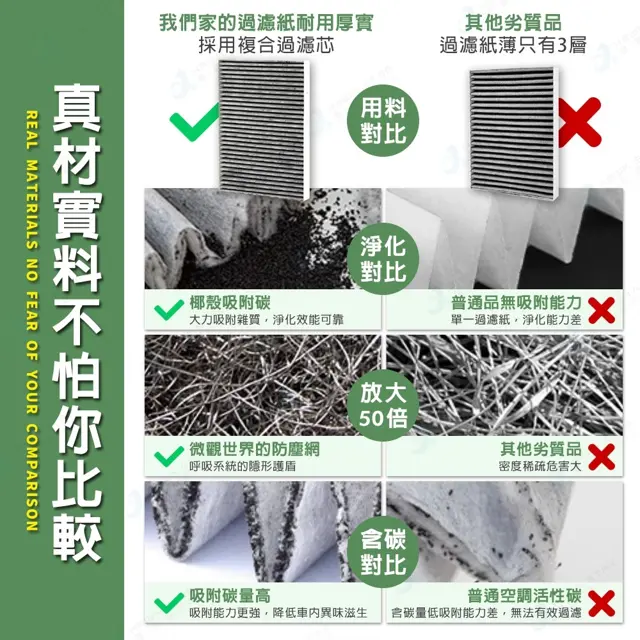 真材實料不怕你比較
REAL MATERIALS NO FEAR OF YOUR COMPARISON
我們家的過濾紙耐用厚實
採用複合過濾芯
其他劣質品
過濾紙薄只有3層
用料
對比
淨化
對比
椰殼吸附碳
大力吸附雜質,淨化效能可靠
普通品無吸附能力
單一過濾紙,淨化能力差
放大
50倍
微觀世界的防塵網
呼吸系統的隱形護盾
其他劣質品
密度稀疏危害大
含碳
對比
吸附碳量高
吸附能力更強,降低車內異味滋生
普通空調活性碳
含碳量低吸附能力差,無法有效過濾